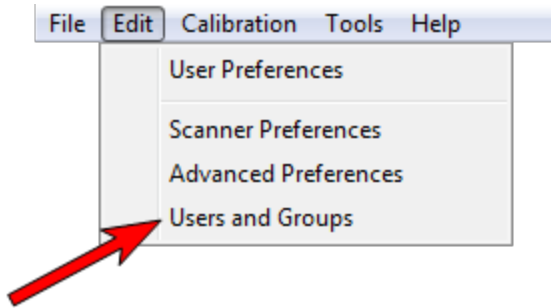 File Edit Calibration Tools Help
User Preferences
Scanner Preferences
Advanced Preferences
Users and Groups